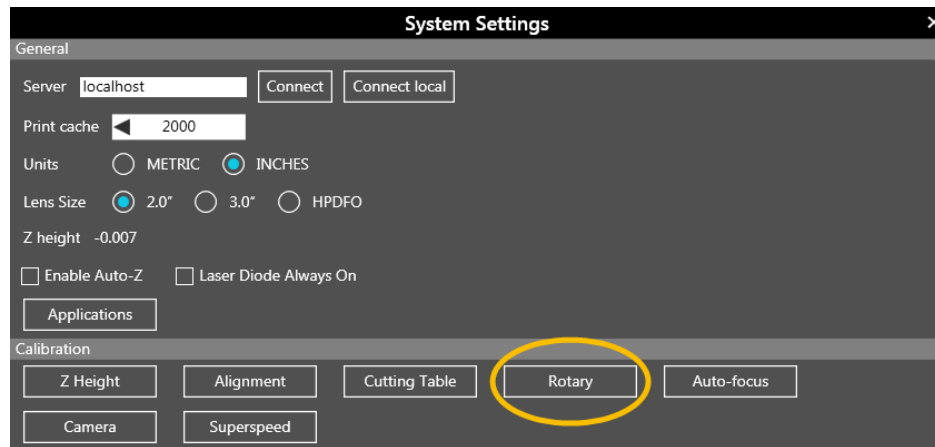 System Settings
General
Server localhost Connect Connect local
Print cache 2000
Units METRIC INCHES
Lens Size 2.0" 3.0" HPDFO
Z height -0.007
Enable Auto-Z Laser Diode Always On
Applications
Calibration
Z Height Alignment Cutting Table Rotary Auto-focus
Camera Superspeed